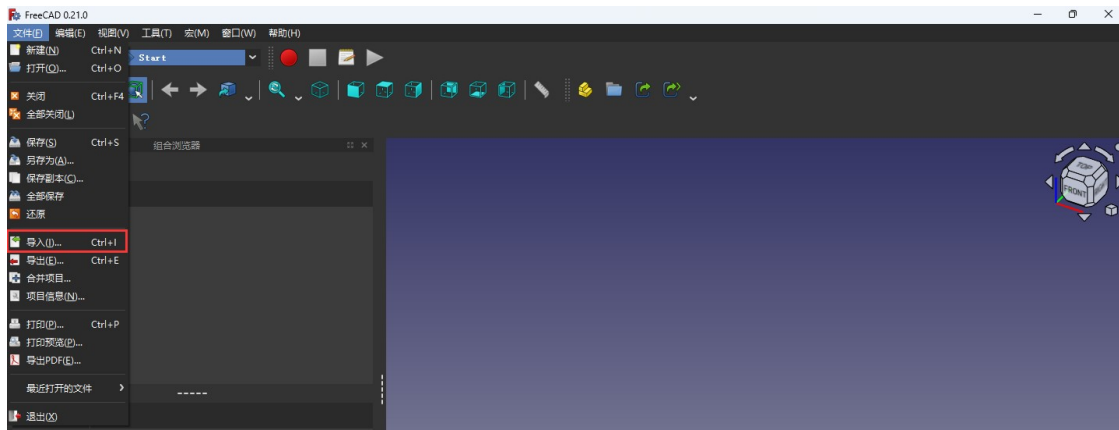 FreeCAD 0.21.0
文件(F) 编辑(E) 视图(V) 工具(T) 宏(M) 窗口(W) 帮助(H)
新建(N) Ctrl+N
Start
打开(O)... Ctrl+O
关闭 Ctrl+F4
全部关闭(L)
保存(S) Ctrl+S
组合浏览器
另存为(A)...
保存副本(C)...
全部保存
还原
导入(I)... Ctrl+I
导出(E)... Ctrl+E
合并项目...
项目信息(N)...
打印(P)... Ctrl+P
打印预览(P)...
导出PDF(E)...
最近打开的文件
退出(X)
TOP
FRONT